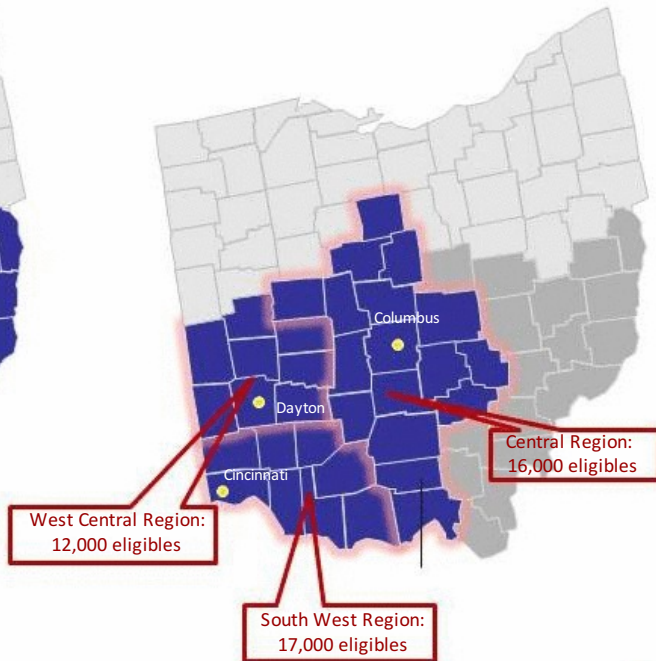 Columbus
Dayton
Central Region:
16,000 eligibles
Cincinnati
West Central Region:
12,000 eligibles
South West Region:
17,000 eligibles